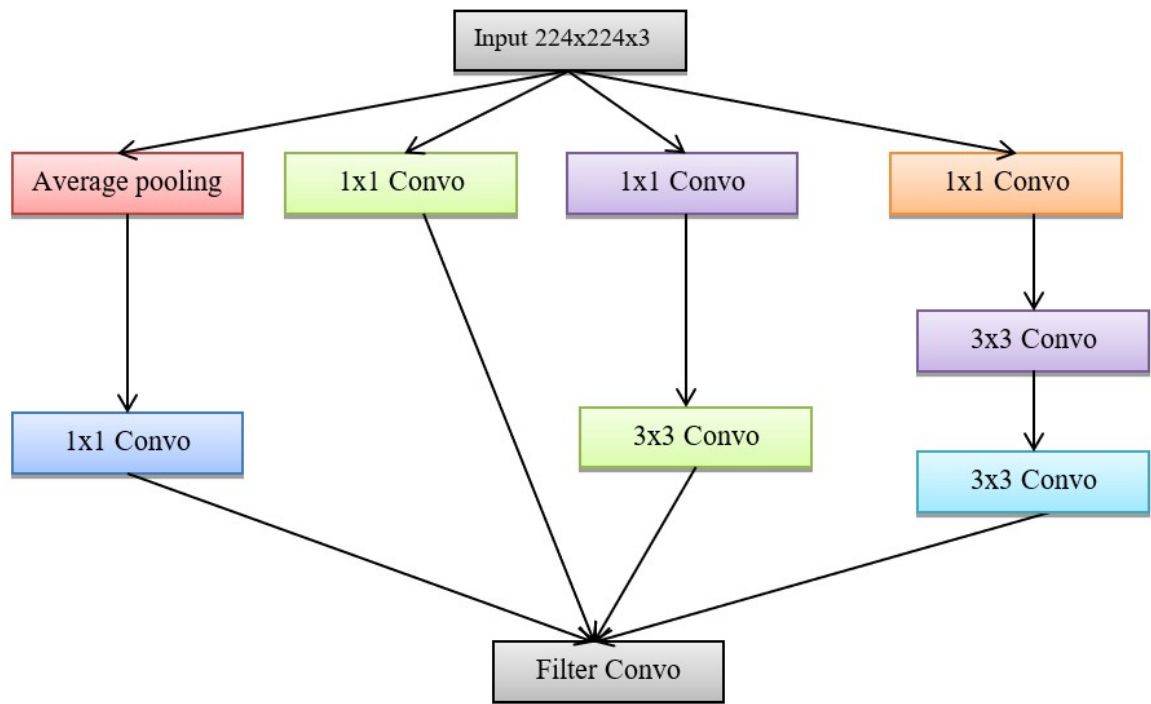 Input 224x224x3
Average pooling
1x1 Convo
1x1 Convo
1x1 Convo
3x3 Convo
1x1 Convo
3x3 Convo
3x3 Convo
Filter Convo